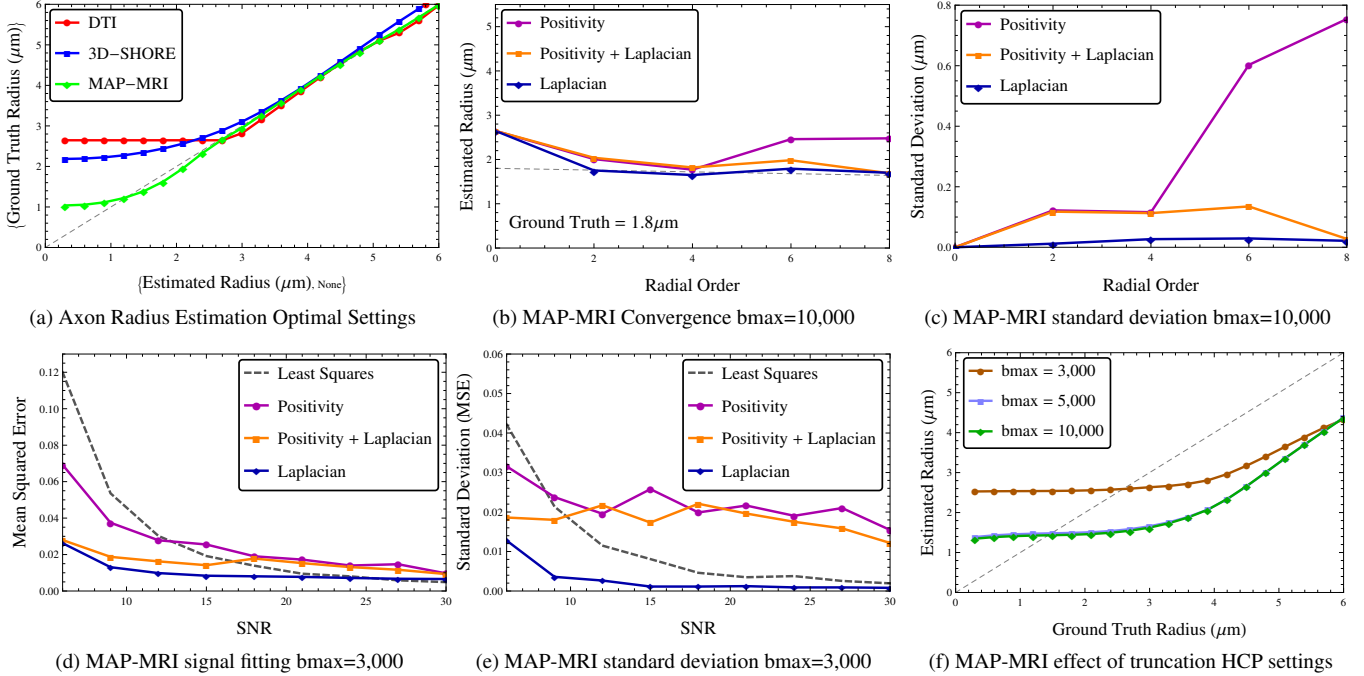 {Ground Truth Radius (μm)}
6
5
4
3
2
1
0
0
1
2
3
4
5
6
DTI
3D-SHORE
MAP-MRI
{Estimated Radius (μm), None}
(a) Axon Radius Estimation Optimal Settings
Estimated Radius (μm)
5
4
3
2
1
0
0
2
4
6
8
Positivity
Positivity + Laplacian
Laplacian
Ground Truth = 1.8μm
Radial Order
(b) MAP-MRI Convergence bmax=10,000
Standard Deviation (μm)
0.8
0.6
0.4
0.2
0.0
0
2
4
6
8
Positivity
Positivity + Laplacian
Laplacian
Radial Order
(c) MAP-MRI standard deviation bmax=10,000
Mean Squared Error
0.12
0.10
0.08
0.06
0.04
0.02
0.00
10
15
20
25
30
Least Squares
Positivity
Positivity + Laplacian
Laplacian
SNR
(d) MAP-MRI signal fitting bmax=3,000
Standard Deviation (MSE)
0.06
0.05
0.04
0.03
0.02
0.01
0.00
10
15
20
25
30
Least Squares
Positivity
Positivity + Laplacian
Laplacian
SNR
(e) MAP-MRI standard deviation bmax=3,000
Estimated Radius (μm)
6
5
4
3
2
1
0
0
1
2
3
4
5
6
bmax = 3,000
bmax = 5,000
bmax = 10,000
Ground Truth Radius (μm)
(f) MAP-MRI effect of truncation HCP settings